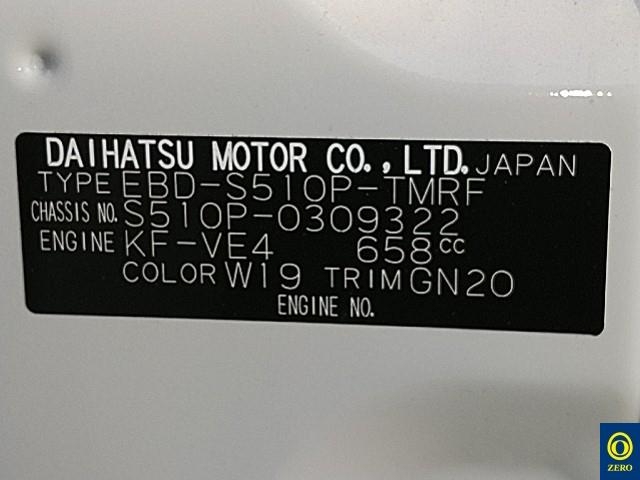 DAIHATSU MOTOR CO., LTD. JAPAN
TYPE EBD-S510P-TMRF
CHASSIS NO. S510P-0309322
ENGINE KF-VE4 658cc
COLOR W19 TRIM GN20
ENGINE NO.
ZERO